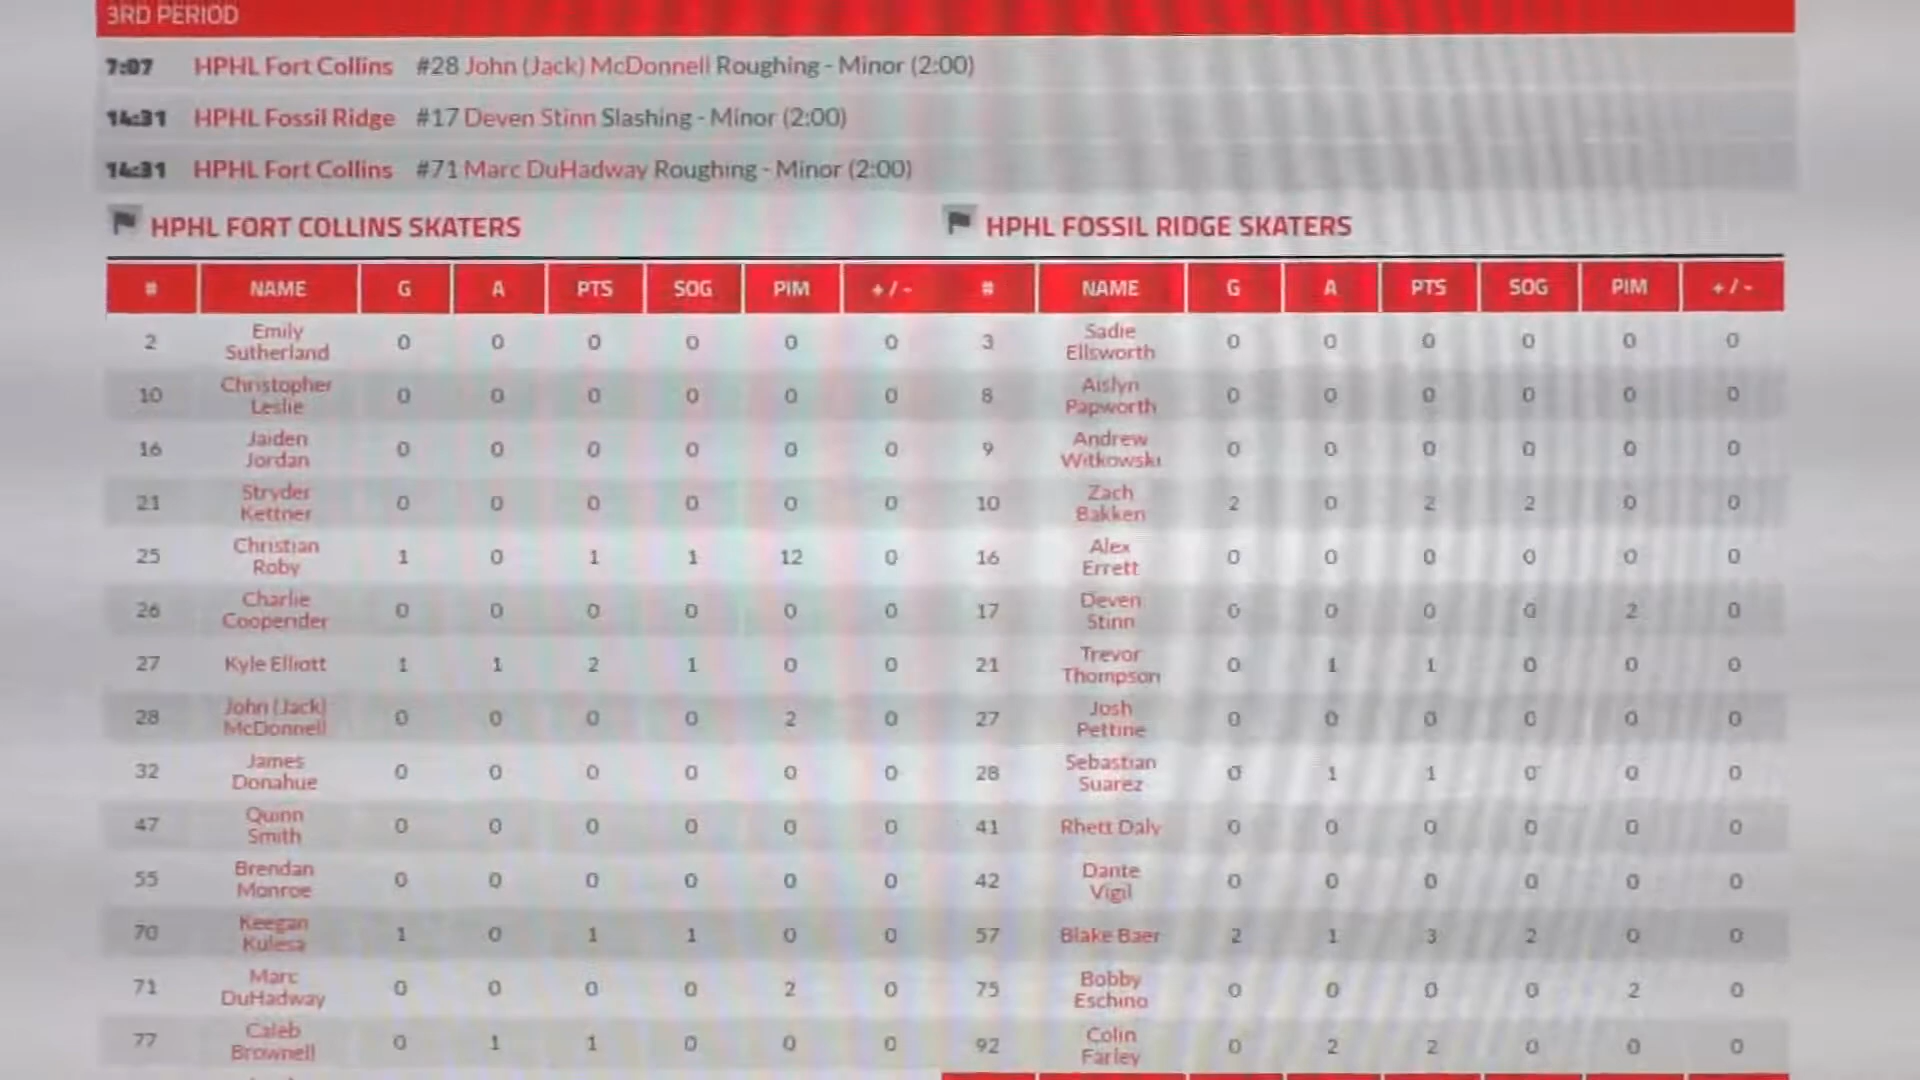 3RD PERIOD
7:07 HPHL Fort Collins #28 John (Jack) McDonnell Roughing - Minor (2:00)
14:31 HPHL Fossil Ridge #17 Deven Stinn Slashing - Minor (2:00)
14:31 HPHL Fort Collins #71 Marc DuHadway Roughing - Minor (2:00)
HPHL FORT COLLINS SKATERS
# NAME G A PTS SOG PIM + / -
2 Emily Sutherland 0 0 0 0 0 0
10 Christopher Leslie 0 0 0 0 0 0
16 Jaiden Jordan 0 0 0 0 0 0
21 Stryder Kettner 0 0 0 0 0 0
25 Christian Roby 1 0 1 1 12 0
26 Charlie Coopender 0 0 0 0 0 0
27 Kyle Elliott 1 1 2 1 0 0
28 John (Jack) McDonnell 0 0 0 0 2 0
32 James Donahue 0 0 0 0 0 0
47 Quinn Smith 0 0 0 0 0 0
55 Brendan Monroe 0 0 0 0 0 0
70 Keegan Kulesa 1 0 1 1 0 0
71 Marc DuHadway 0 0 0 0 2 0
77 Caleb Brownell 0 1 1 0 0 0
HPHL FOSSIL RIDGE SKATERS
# NAME G A PTS SOG PIM + / -
3 Sadie Ellsworth 0 0 0 0 0 0
8 Aislyn Papworth 0 0 0 0 0 0
9 Andrew Witkowski 0 0 0 0 0 0
10 Zach Bakken 2 0 2 2 0 0
16 Alex Errett 0 0 0 0 0 0
17 Deven Stinn 0 0 0 0 2 0
21 Trevor Thompson 0 1 1 0 0 0
27 Josh Pettine 0 0 0 0 0 0
28 Sebastian Suarez 0 1 1 0 0 0
41 Rhett Daly 0 0 0 0 0 0
42 Dante Vigil 0 0 0 0 0 0
57 Blake Baer 2 1 3 2 0 0
75 Bobby Eschino 0 0 0 0 2 0
92 Colin Farley 0 2 2 0 0 0